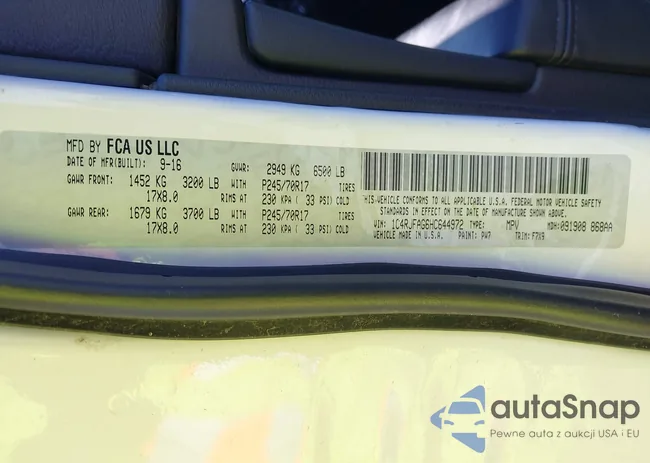 MFD BY FCA US LLC
DATE OF MFR(BUILT): 9-16 GVWR: 2949 KG 6500 LB
GAWR FRONT: 1452 KG 3200 LB WITH P245/70R17 TIRES
17X8.0 RIMS AT 230 KPA ( 33 PSI) COLD
GAWR REAR: 1679 KG 3700 LB WITH P245/70R17 TIRES
17X8.0 RIMS AT 230 KPA ( 33 PSI) COLD
THIS VEHICLE CONFORMS TO ALL APPLICABLE U.S.A. FEDERAL MOTOR VEHICLE SAFETY
STANDARDS IN EFFECT ON THE DATE OF MANUFACTURE SHOWN ABOVE.
VIN: 1C4RJFAG6HC644972 TYPE: MPV MDH: 091908 868AA
VEHICLE MADE IN U.S.A. PAINT: PW7 TRIM: F7X9
autaSnap
Pewne auta z aukcji USA i EU